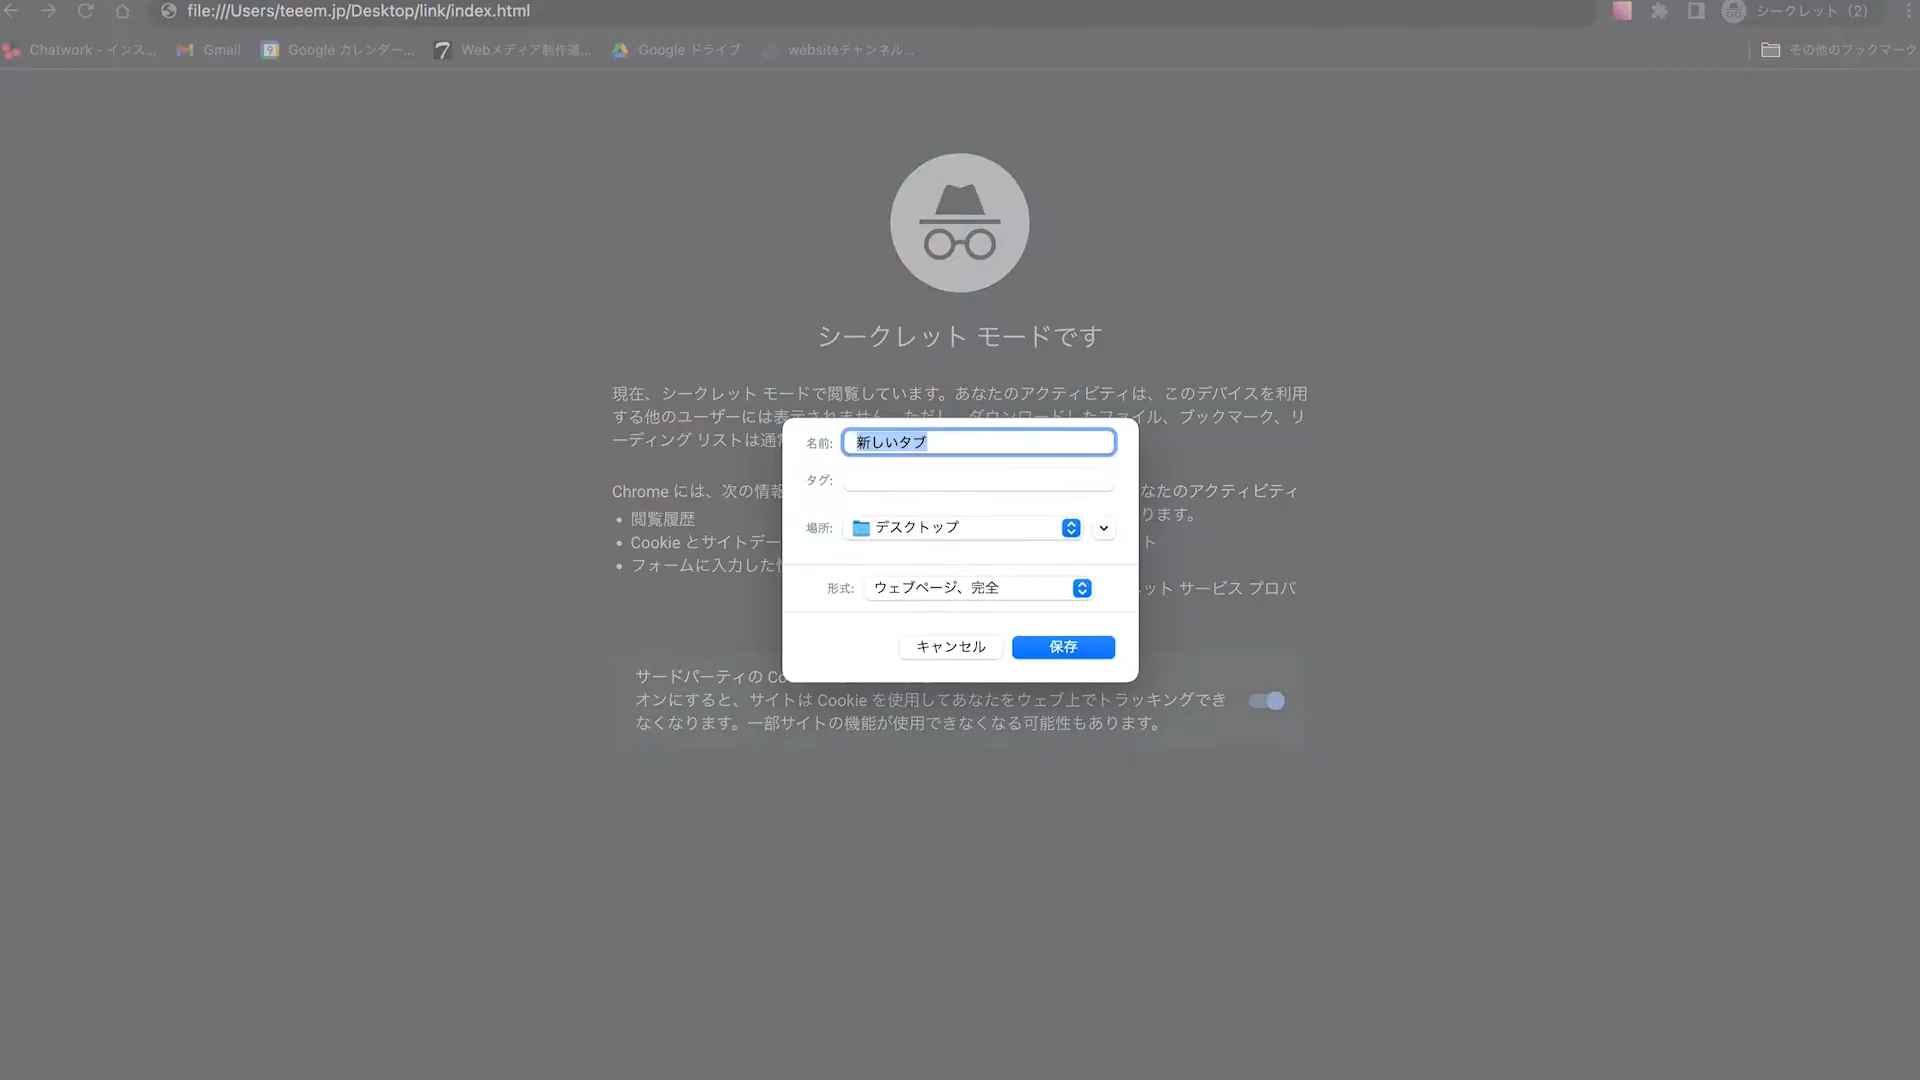 file:///Users/teeem.jp/Desktop/link/index.html
シークレット（2）
Chatwork - インス...
Gmail
Google カレンダー...
Webメディア制作運...
Google ドライブ
websiteチャンネル...
その他のブックマーク
シークレット モードです
現在、シークレット モードで閲覧しています。あなたのアクティビティは、このデバイスを利用
する他のユーザーには表示されません。ただし、ダウンロードしたファイル、ブックマーク、リ
ーディング リストは通常
Chrome には、次の情報
なたのアクティビティ
ります。
• 閲覧履歴
• Cookie とサイトデー
ト
• フォームに入力した情
ット サービス プロバ
名前:
新しいタブ
タグ:
場所:
デスクトップ
形式:
ウェブページ、完全
キャンセル
保存
サードパーティの Co
オンにすると、サイトは Cookie を使用してあなたをウェブ上でトラッキングでき
なくなります。一部サイトの機能が使用できなくなる可能性もあります。